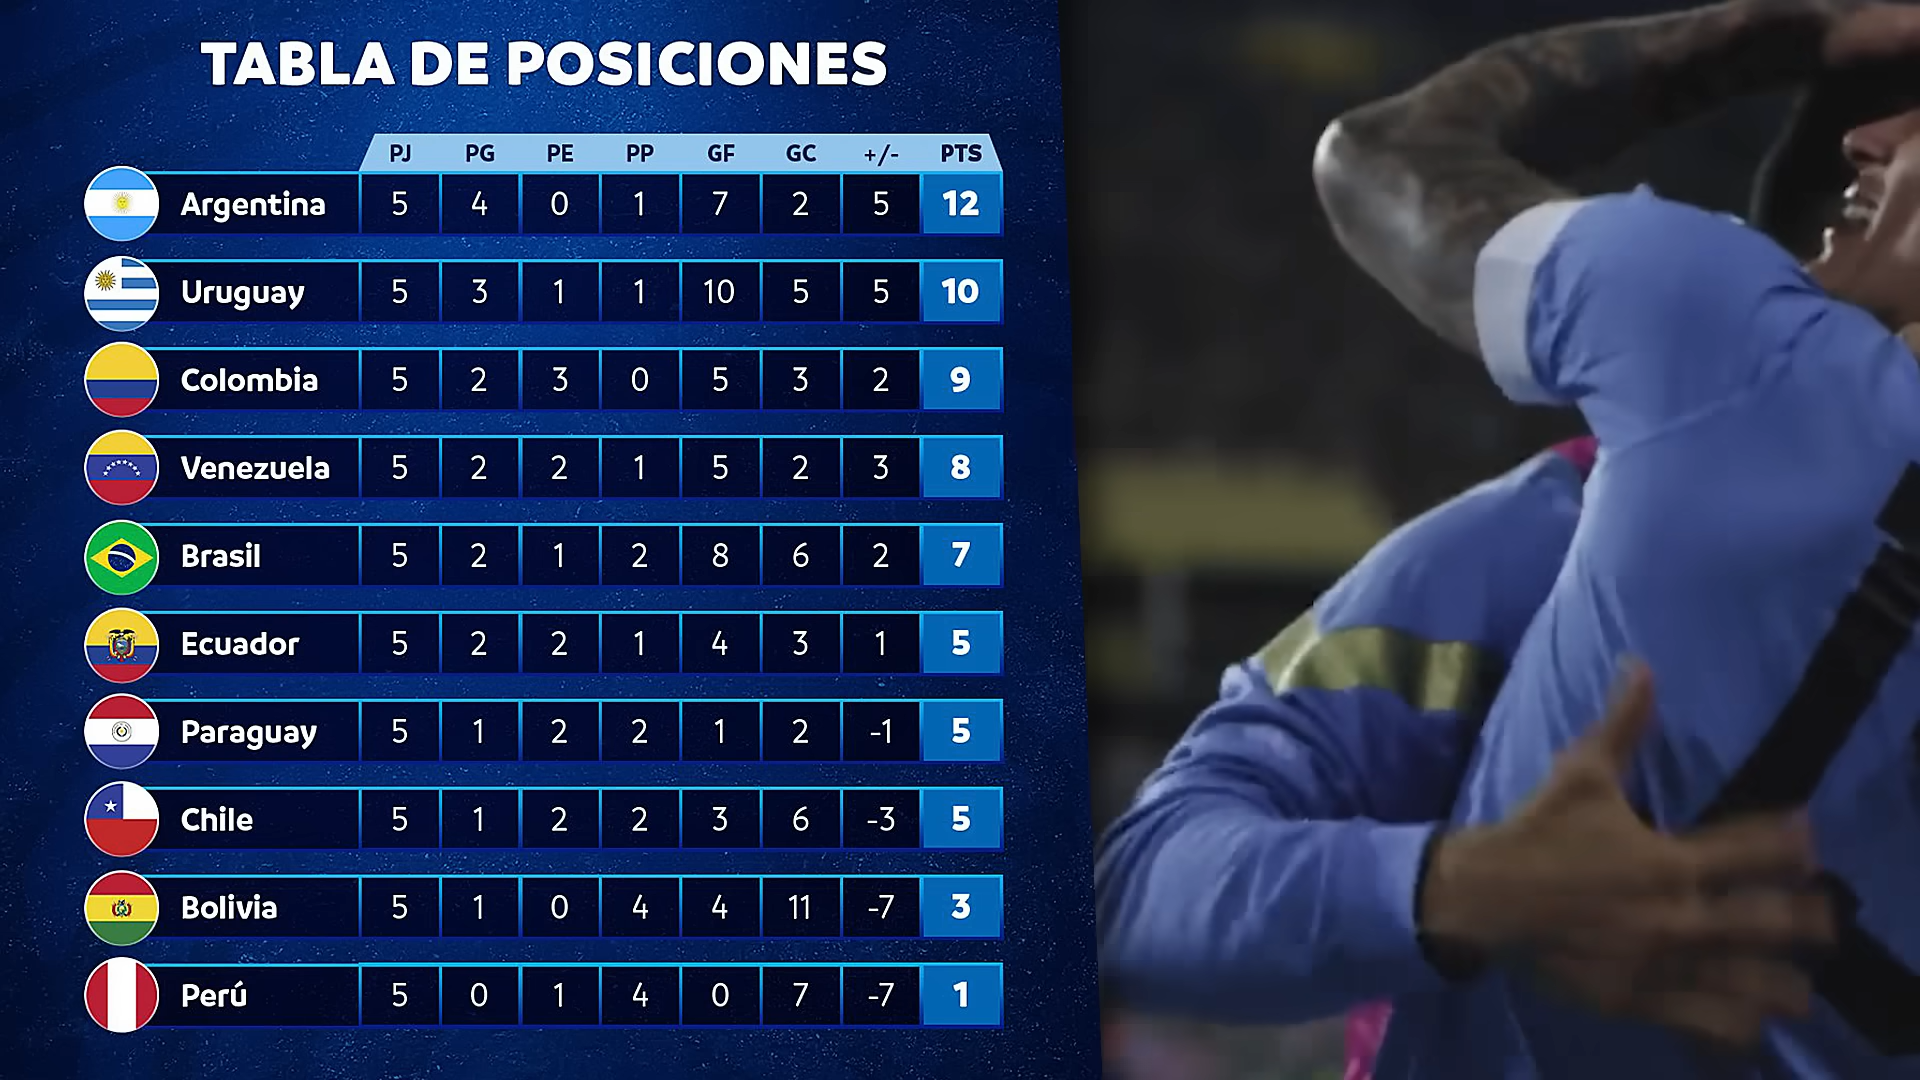 TABLA DE POSICIONES
PJ PG PE PP GF GC +/- PTS
Argentina 5 4 0 1 7 2 5 12
Uruguay 5 3 1 1 10 5 5 10
Colombia 5 2 3 0 5 3 2 9
Venezuela 5 2 2 1 5 2 3 8
Brasil 5 2 1 2 8 6 2 7
Ecuador 5 2 2 1 4 3 1 5
Paraguay 5 1 2 2 1 2 -1 5
Chile 5 1 2 2 3 6 -3 5
Bolivia 5 1 0 4 4 11 -7 3
Perú 5 0 1 4 0 7 -7 1